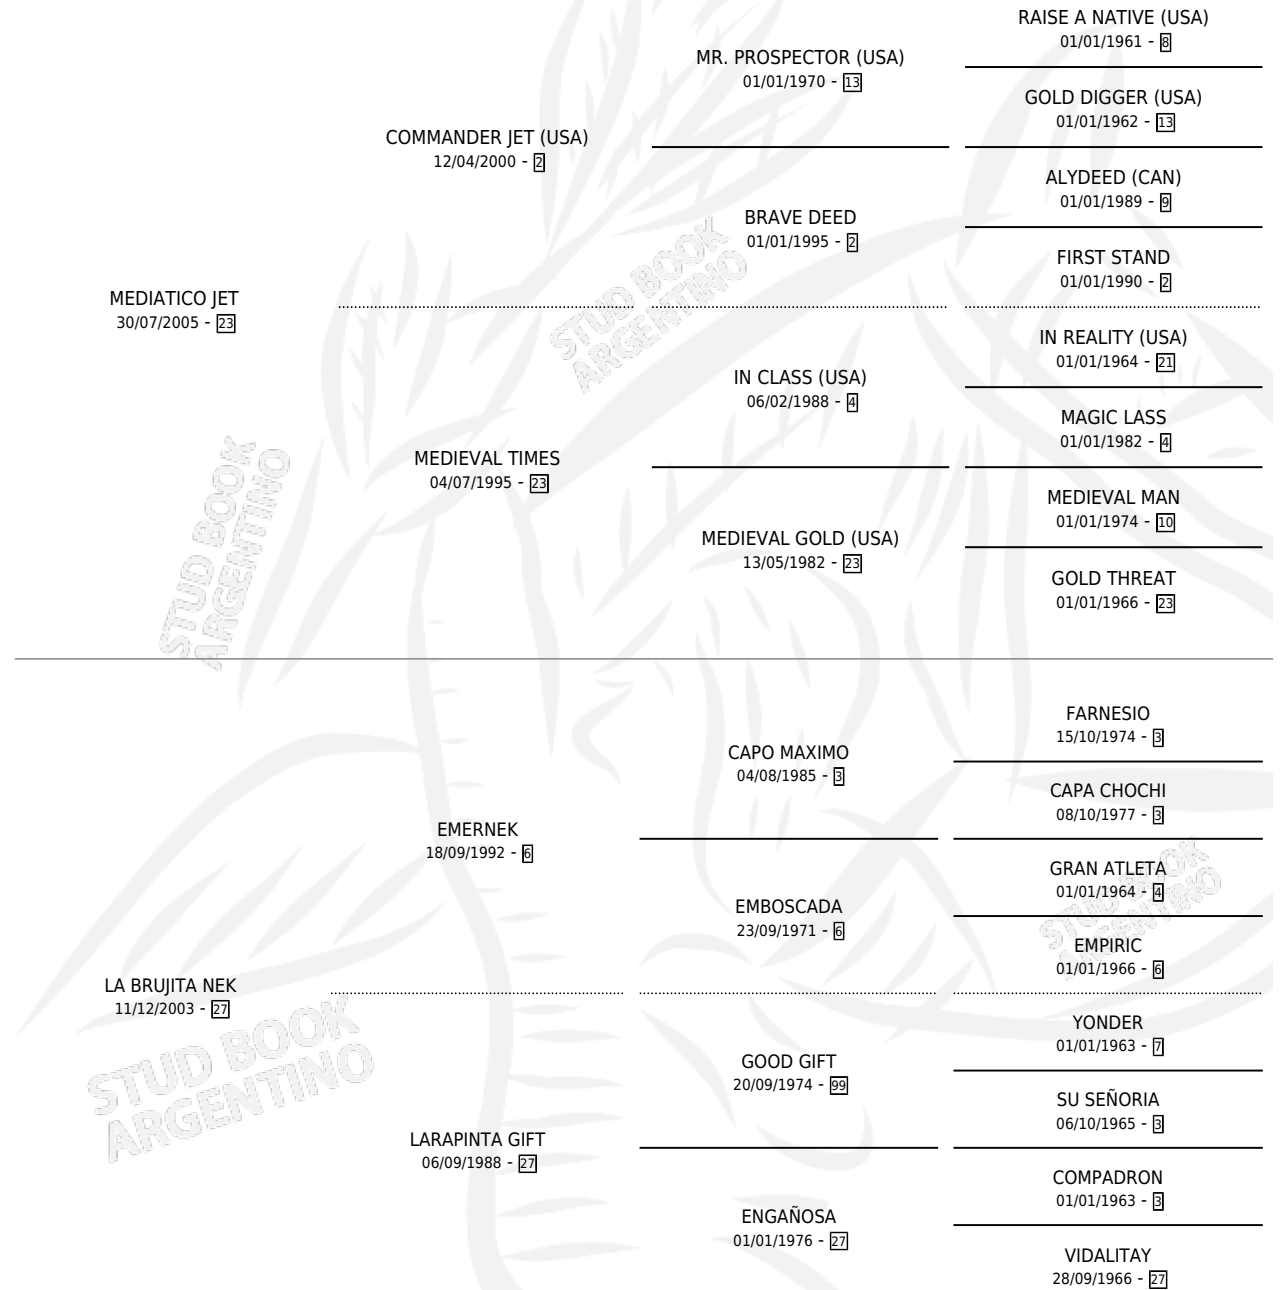 RAISE A NATIVE (USA)
01/01/1961 - 8
MR. PROSPECTOR (USA)
01/01/1970 - 13
GOLD DIGGER (USA)
01/01/1962 - 13
COMMANDER JET (USA)
12/04/2000 - 2
ALYDEED (CAN)
01/01/1989 - 9
BRAVE DEED
01/01/1995 - 2
FIRST STAND
01/01/1990 - 2
MEDIATICO JET
30/07/2005 - 23
IN REALITY (USA)
01/01/1964 - 21
IN CLASS (USA)
06/02/1988 - 4
MAGIC LASS
01/01/1982 - 4
MEDIEVAL TIMES
04/07/1995 - 23
MEDIEVAL MAN
01/01/1974 - 10
MEDIEVAL GOLD (USA)
13/05/1982 - 23
GOLD THREAT
01/01/1966 - 23
FARNESIO
15/10/1974 - 3
CAPO MAXIMO
04/08/1985 - 3
CAPA CHOCHI
08/10/1977 - 3
EMERNEK
18/09/1992 - 6
GRAN ATLETA
01/01/1964 - 4
EMBOSCADA
23/09/1971 - 6
EMPIRIC
01/01/1966 - 6
LA BRUJITA NEK
11/12/2003 - 27
YONDER
01/01/1963 - 7
GOOD GIFT
20/09/1974 - 99
SU SEÑORIA
06/10/1965 - 3
LARAPINTA GIFT
06/09/1988 - 27
COMPADRON
01/01/1963 - 3
ENGAÑOSA
01/01/1976 - 27
VIDALITAY
28/09/1966 - 27
STUD BOOK
ARGENTINO
STUD BOOK
ARGENTINO
STUD BOOK
ARGENTINO
STUD BOOK
ARGENTINO